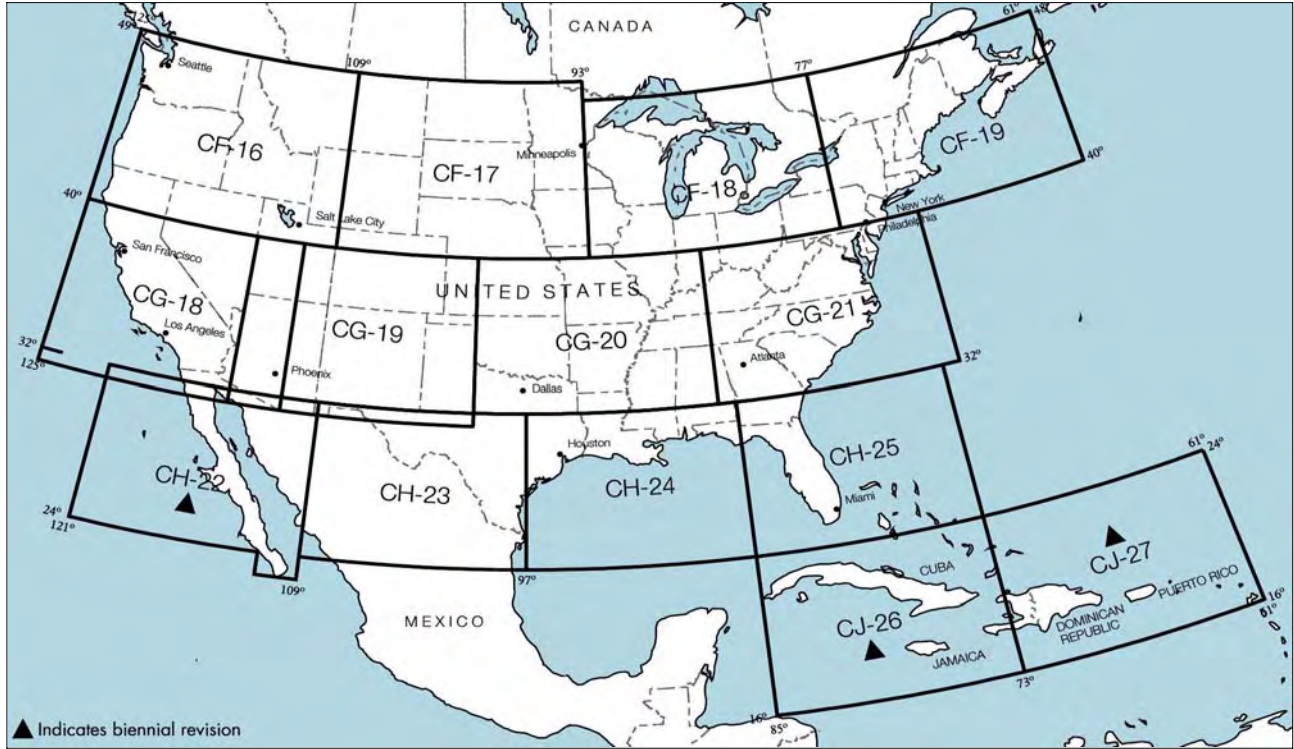 CANADA
49°
125°
109°
93°
77°
61°
48°
Seattle
CF-16
CF-17
Minneapolis
CF-18
CF-19
40°
40°
Salt Lake City
New York
Philadelphia
San Francisco
UNITED STATES
CG-18
CG-19
CG-20
CG-21
Los Angeles
Phoenix
Dallas
Atlanta
32°
125°
32°
Houston
CH-22
CH-23
CH-24
CH-25
Miami
24°
121°
61°
24°
109°
97°
CUBA
CJ-27
PUERTO RICO
16°
61°
MEXICO
CJ-26
DOMINICAN
REPUBLIC
JAMAICA
73°
16°
85°
Indicates biennial revision